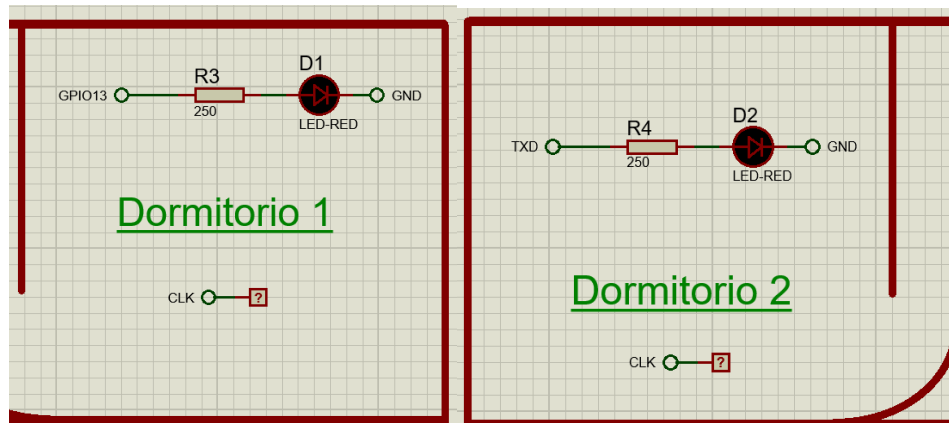 R3
D1
GPIO13
GND
250
LED-RED
Dormitorio 1
CLK
?
D2
R4
TXD
GND
250
LED-RED
Dormitorio 2
CLK
?